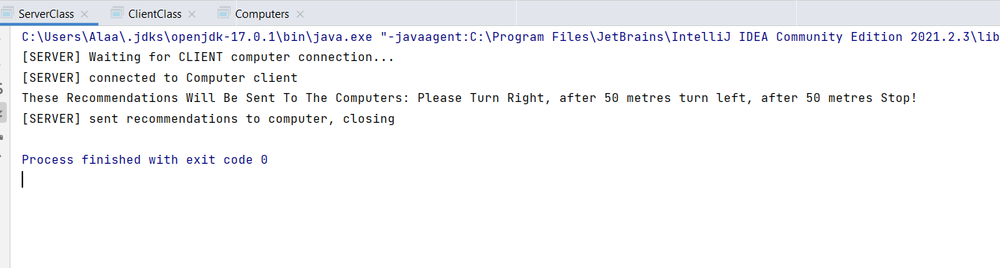 ServerClass ClientClass Computers
C:\Users\Alaa\.jdks\openjdk-17.0.1\bin\java.exe "-javaagent:C:\Program Files\JetBrains\IntelliJ IDEA Community Edition 2021.2.3\lib
[SERVER] Waiting for CLIENT computer connection...
[SERVER] connected to Computer client
These Recommendations Will Be Sent To The Computers: Please Turn Right, after 50 metres turn left, after 50 metres Stop!
[SERVER] sent recommendations to computer, closing
Process finished with exit code 0